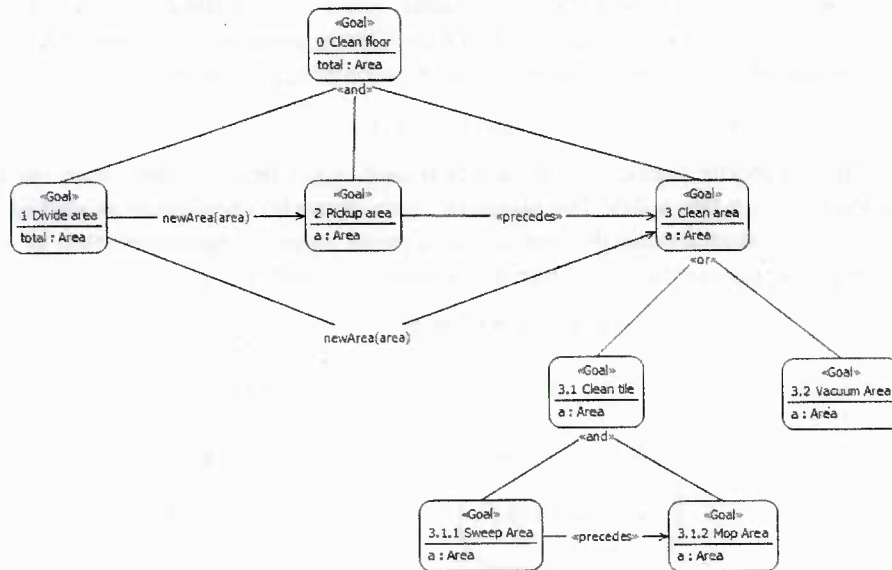 «Goal»
0 Clean floor
total : Area
«and»
«Goal»
1 Divide area
total : Area
newArea(area)
«Goal»
2 Pickup area
a : Area
«precedes»
«Goal»
3 Clean area
a : Area
«or»
newArea(area)
«Goal»
3.1 Clean tile
a : Area
«and»
«Goal»
3.2 Vacuum Area
a : Area
«Goal»
3.1.1 Sweep Area
a : Area
«precedes»
«Goal»
3.1.2 Mop Area
a : Area